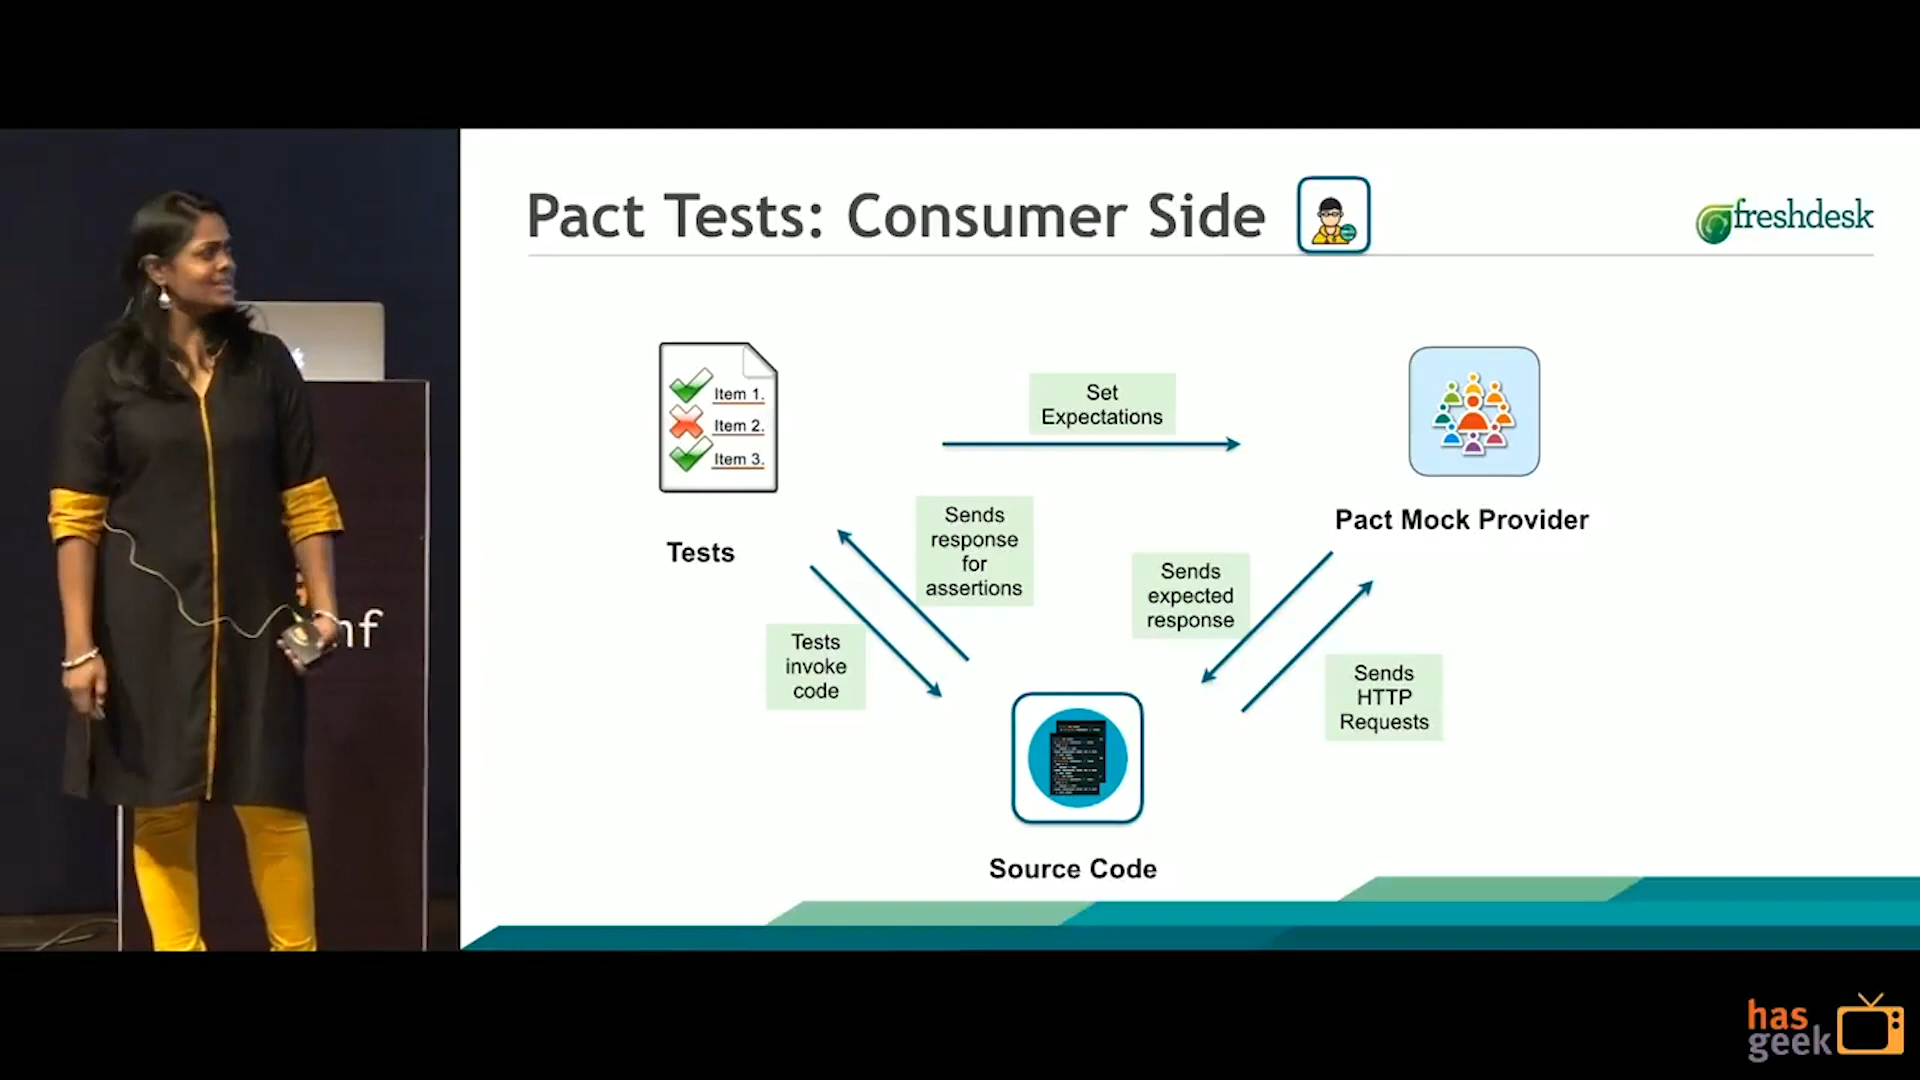 Pact Tests: Consumer Side
freshdesk
Item 1.
Item 2.
Item 3.
Set
Expectations
Pact Mock Provider
Tests
Sends
response
for
assertions
Sends
expected
response
Tests
invoke
code
Sends
HTTP
Requests
Source Code
nf
has
geek